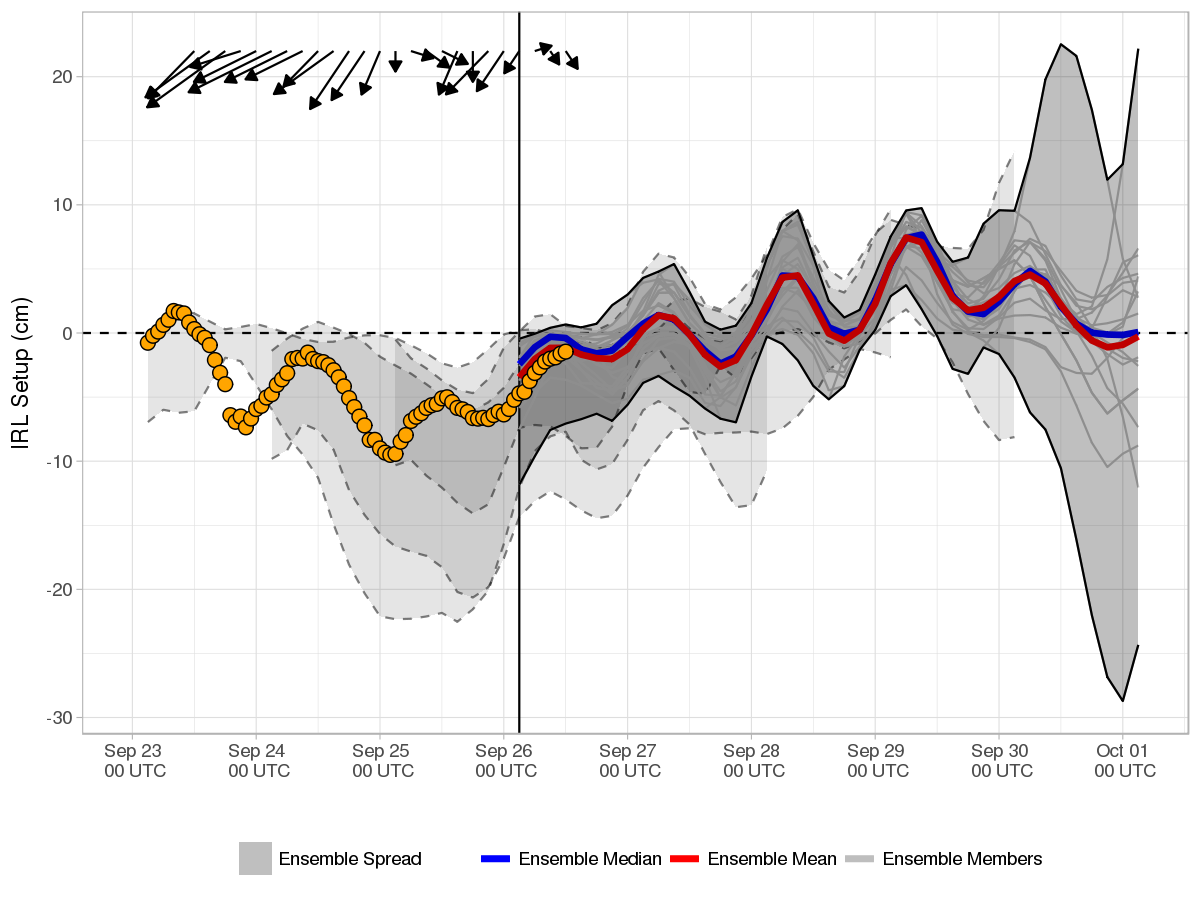 IRL Setup (cm)
20
10
0
-10
-20
-30
Sep 23 Sep 24 Sep 25 Sep 26 Sep 27 Sep 28 Sep 29 Sep 30 Oct 01
00 UTC 00 UTC 00 UTC 00 UTC 00 UTC 00 UTC 00 UTC 00 UTC 00 UTC
Ensemble Spread Ensemble Median Ensemble Mean Ensemble Members